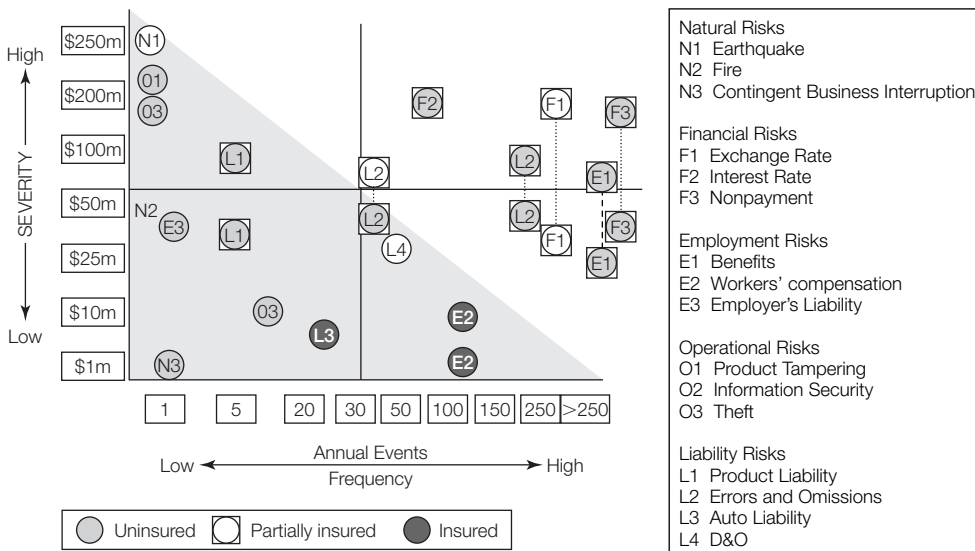 $250m
$200m
$100m
$50m
$25m
$10m
$1m
High
SEVERITY
Low
N1
O1
O3
L1
F2
F1
F3
L2
L2
E1
N2
E3
L1
L2
L4
L2
F1
F3
E1
O3
L3
E2
N3
E2
1
5
20
30
50
100
150
250
>250
Annual Events
Low
High
Frequency
Uninsured
Partially insured
Insured
Natural Risks
N1 Earthquake
N2 Fire
N3 Contingent Business Interruption
Financial Risks
F1 Exchange Rate
F2 Interest Rate
F3 Nonpayment
Employment Risks
E1 Benefits
E2 Workers' compensation
E3 Employer's Liability
Operational Risks
O1 Product Tampering
O2 Information Security
O3 Theft
Liability Risks
L1 Product Liability
L2 Errors and Omissions
L3 Auto Liability
L4 D&O